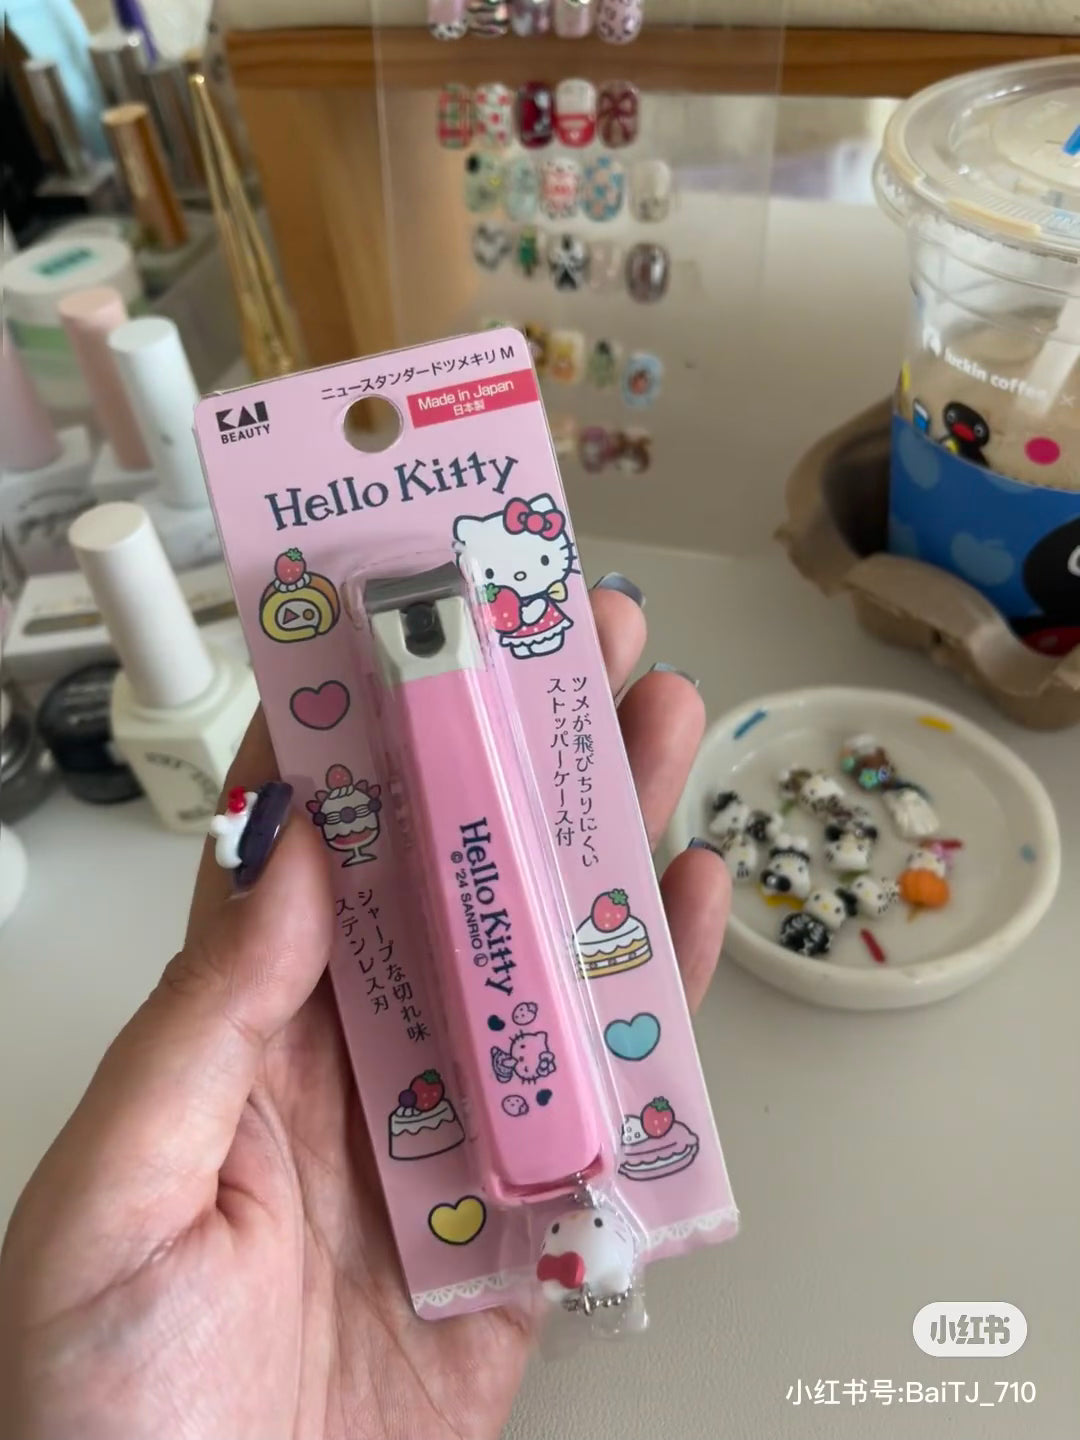 ニュースタンダードツメキリ M
KAI
BEAUTY
Made in Japan
日本製
Hello Kitty
ツメが飛びちりにくい
ストッパーケース付
シャープな切れ味
ステンレス刃
Hello Kitty
© '24 SANRIO Ⓛ
luckin coffee
小红书
小红书号:BaiTJ_710